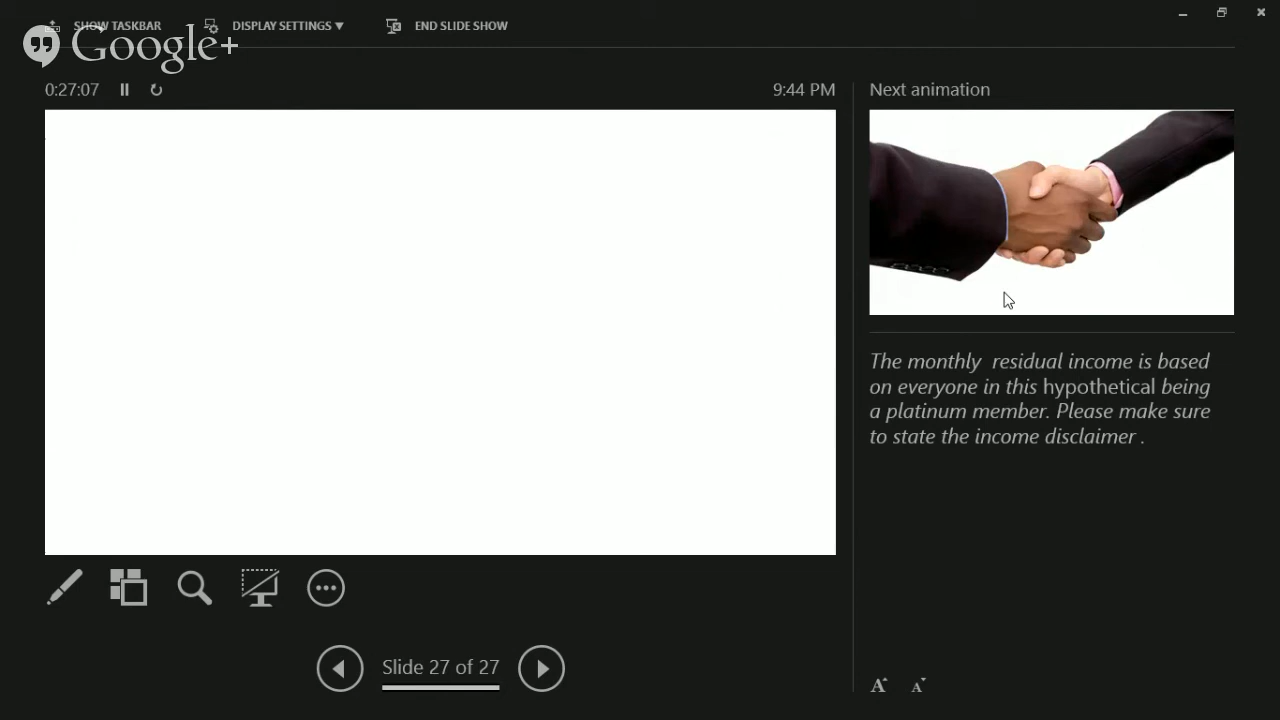 SHOW TASKBAR DISPLAY SETTINGS ▼ END SLIDE SHOW
Google+
0:27:07 9:44 PM Next animation
The monthly residual income is based
on everyone in this hypothetical being
a platinum member. Please make sure
to state the income disclaimer .
Slide 27 of 27
A A